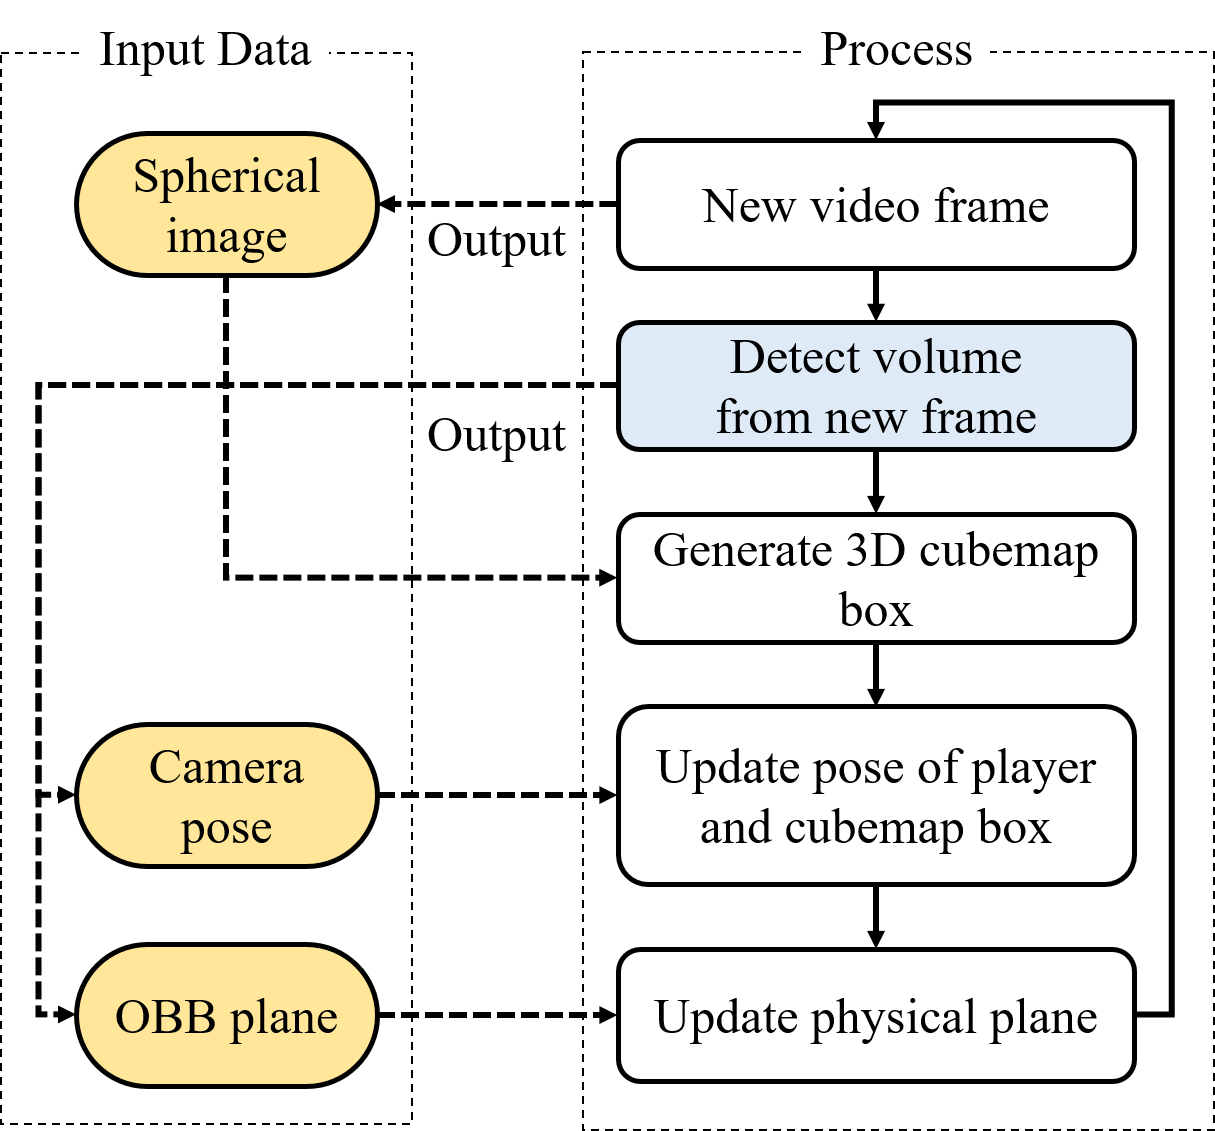 Input Data
Process
Spherical
image
Output
New video frame
Output
Detect volume
from new frame
Generate 3D cubemap
box
Camera
pose
Update pose of player
and cubemap box
OBB plane
Update physical plane